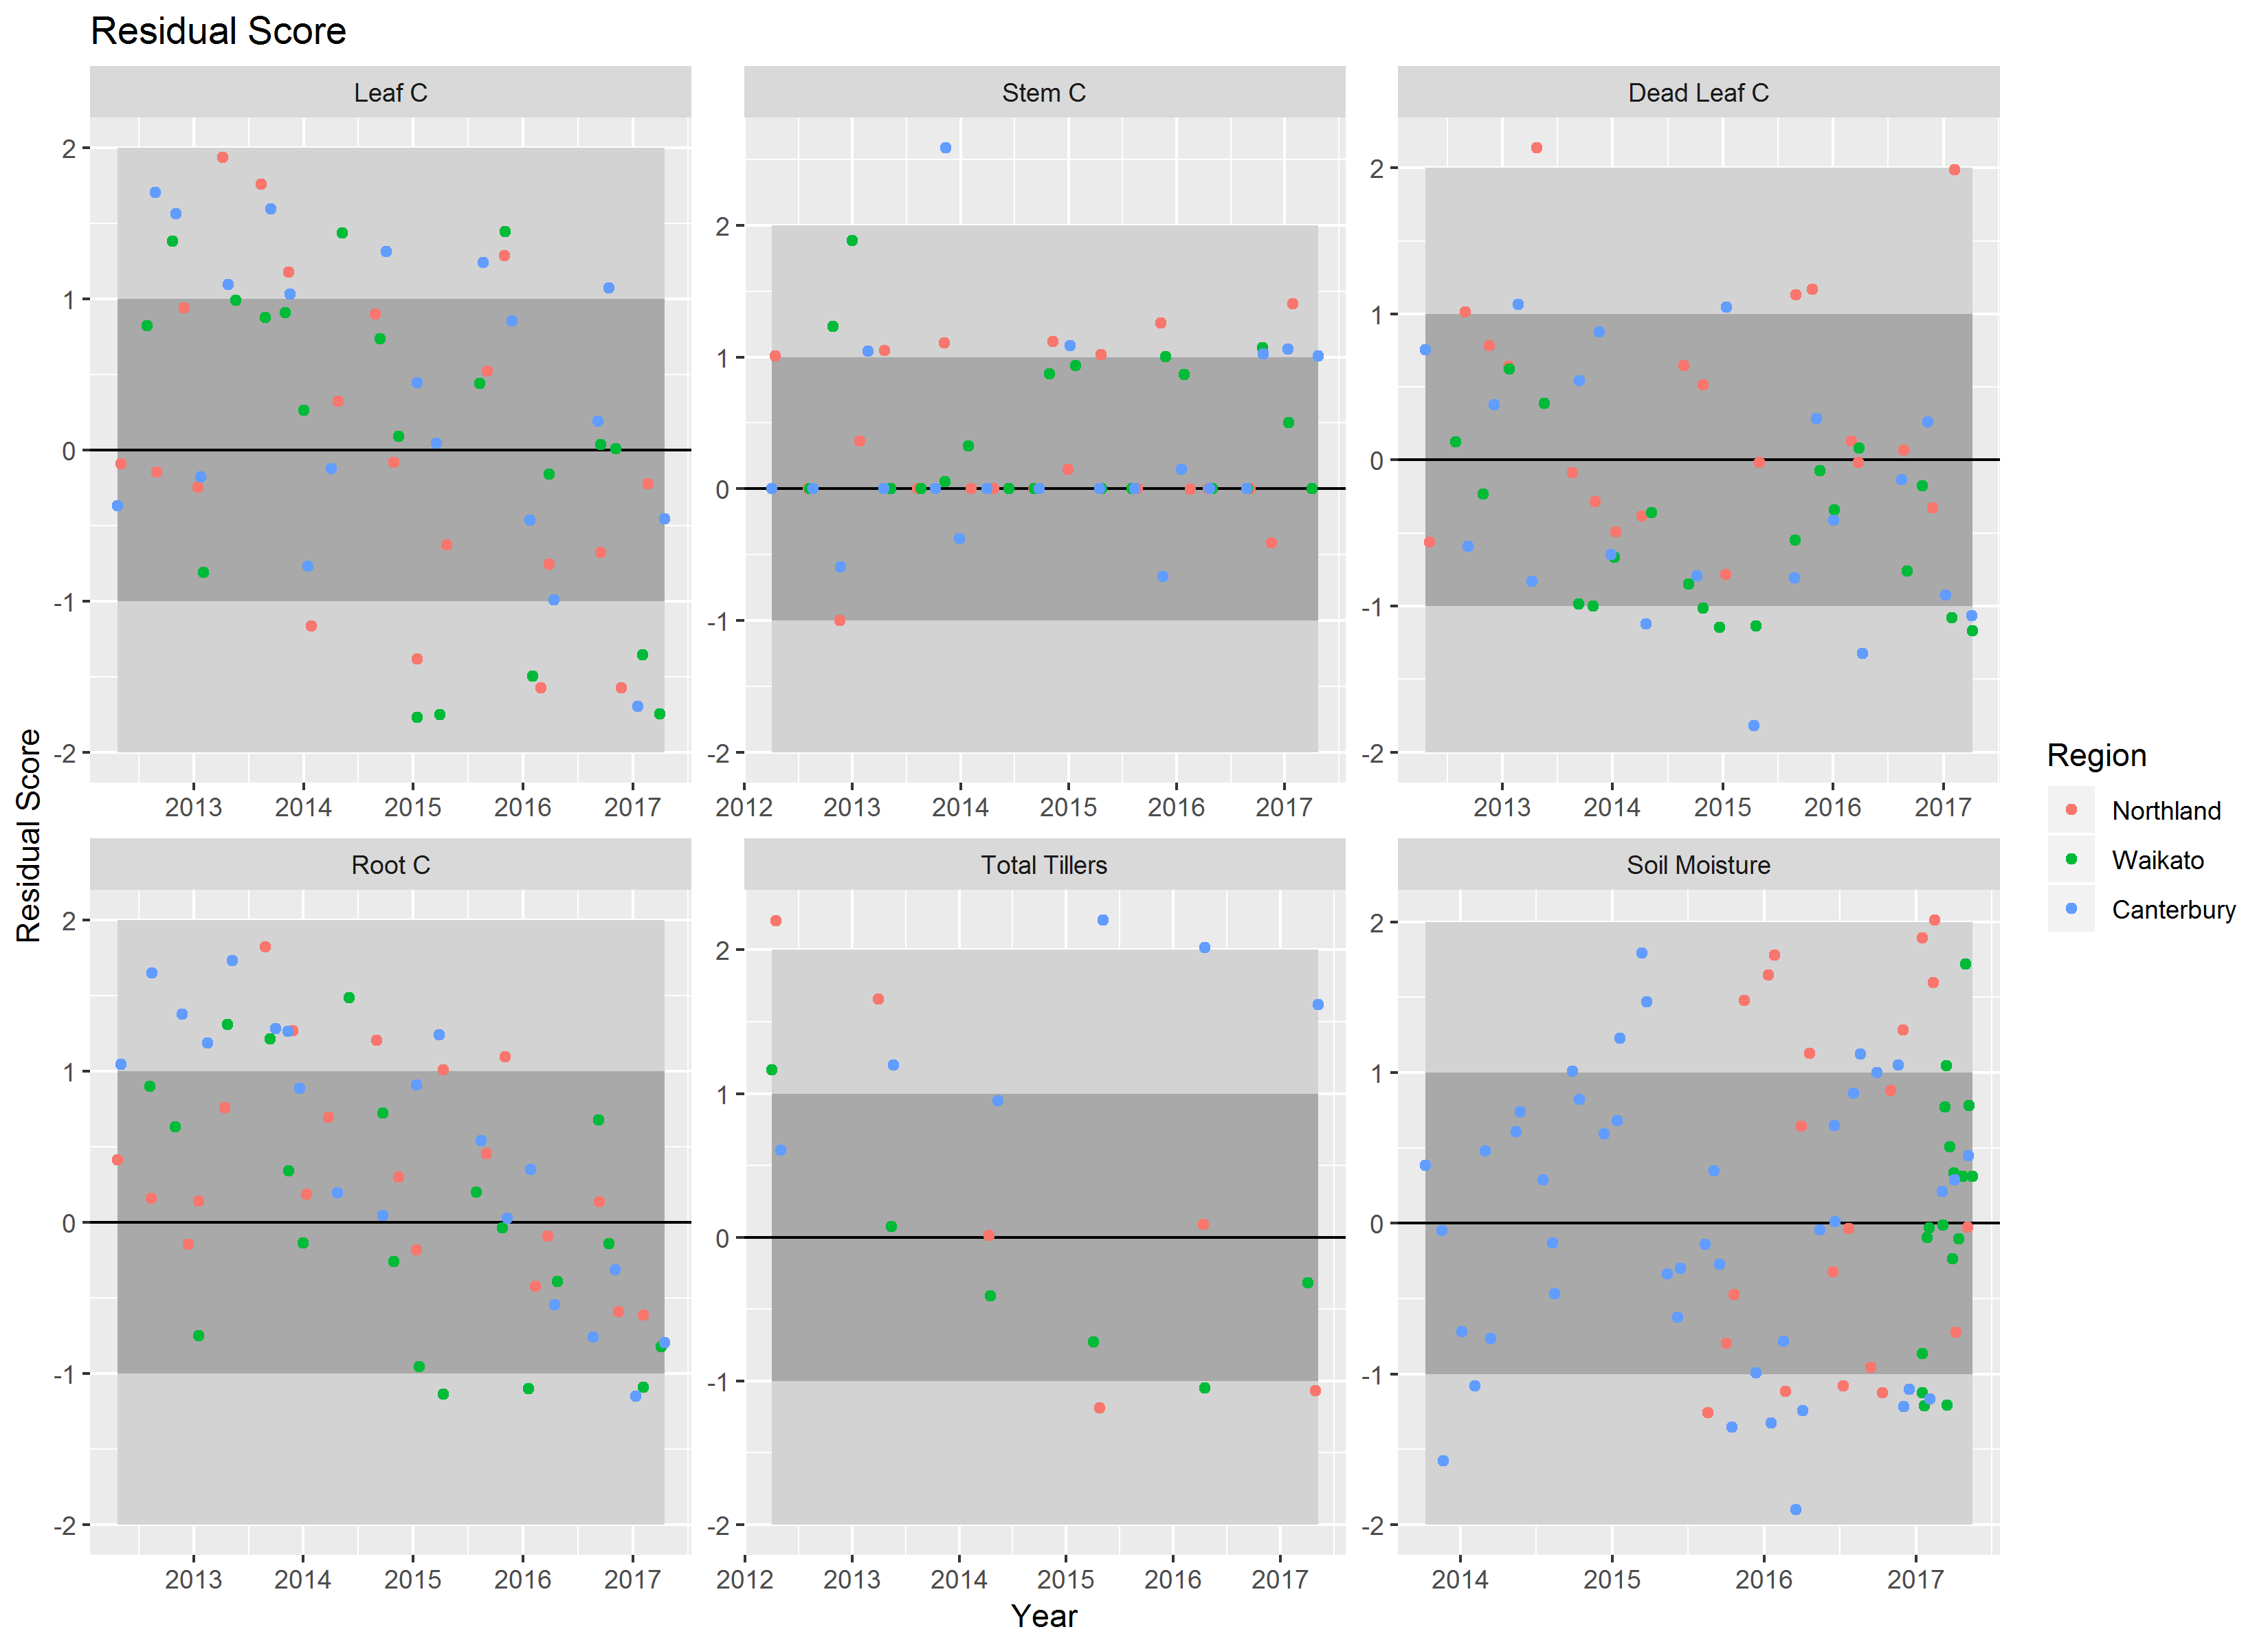 Residual Score
Leaf C
Stem C
Dead Leaf C
2
1
0
-1
-2
2013 2014 2015 2016 2017
2
1
0
-1
-2
2012 2013 2014 2015 2016 2017
2
1
0
-1
-2
2013 2014 2015 2016 2017
Residual Score
Root C
Total Tillers
Soil Moisture
2
1
0
-1
-2
2013 2014 2015 2016 2017
2
1
0
-1
-2
2012 2013 2014 2015 2016 2017
2
1
0
-1
-2
2014 2015 2016 2017
Year
Region
Northland
Waikato
Canterbury